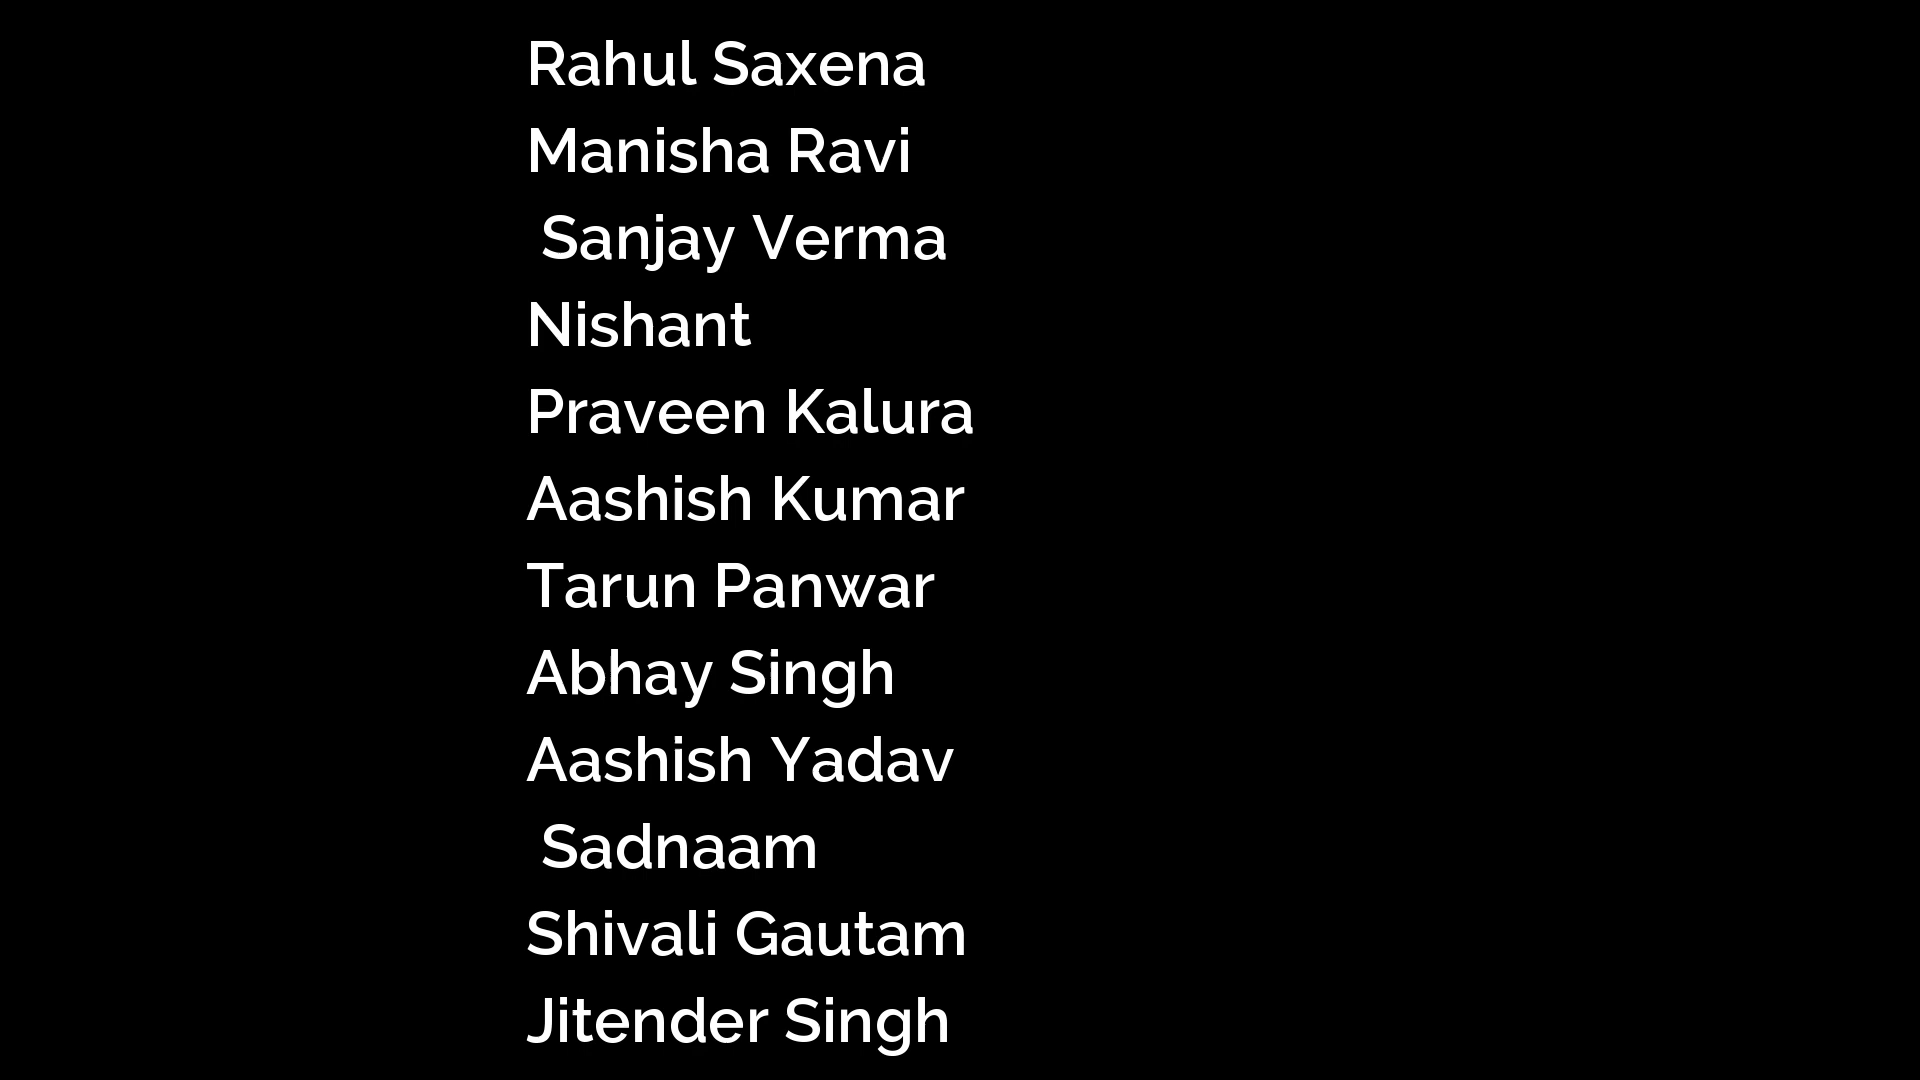 Rahul Saxena
Manisha Ravi
Sanjay Verma
Nishant
Praveen Kalura
Aashish Kumar
Tarun Panwar
Abhay Singh
Aashish Yadav
Sadnaam
Shivali Gautam
Jitender Singh